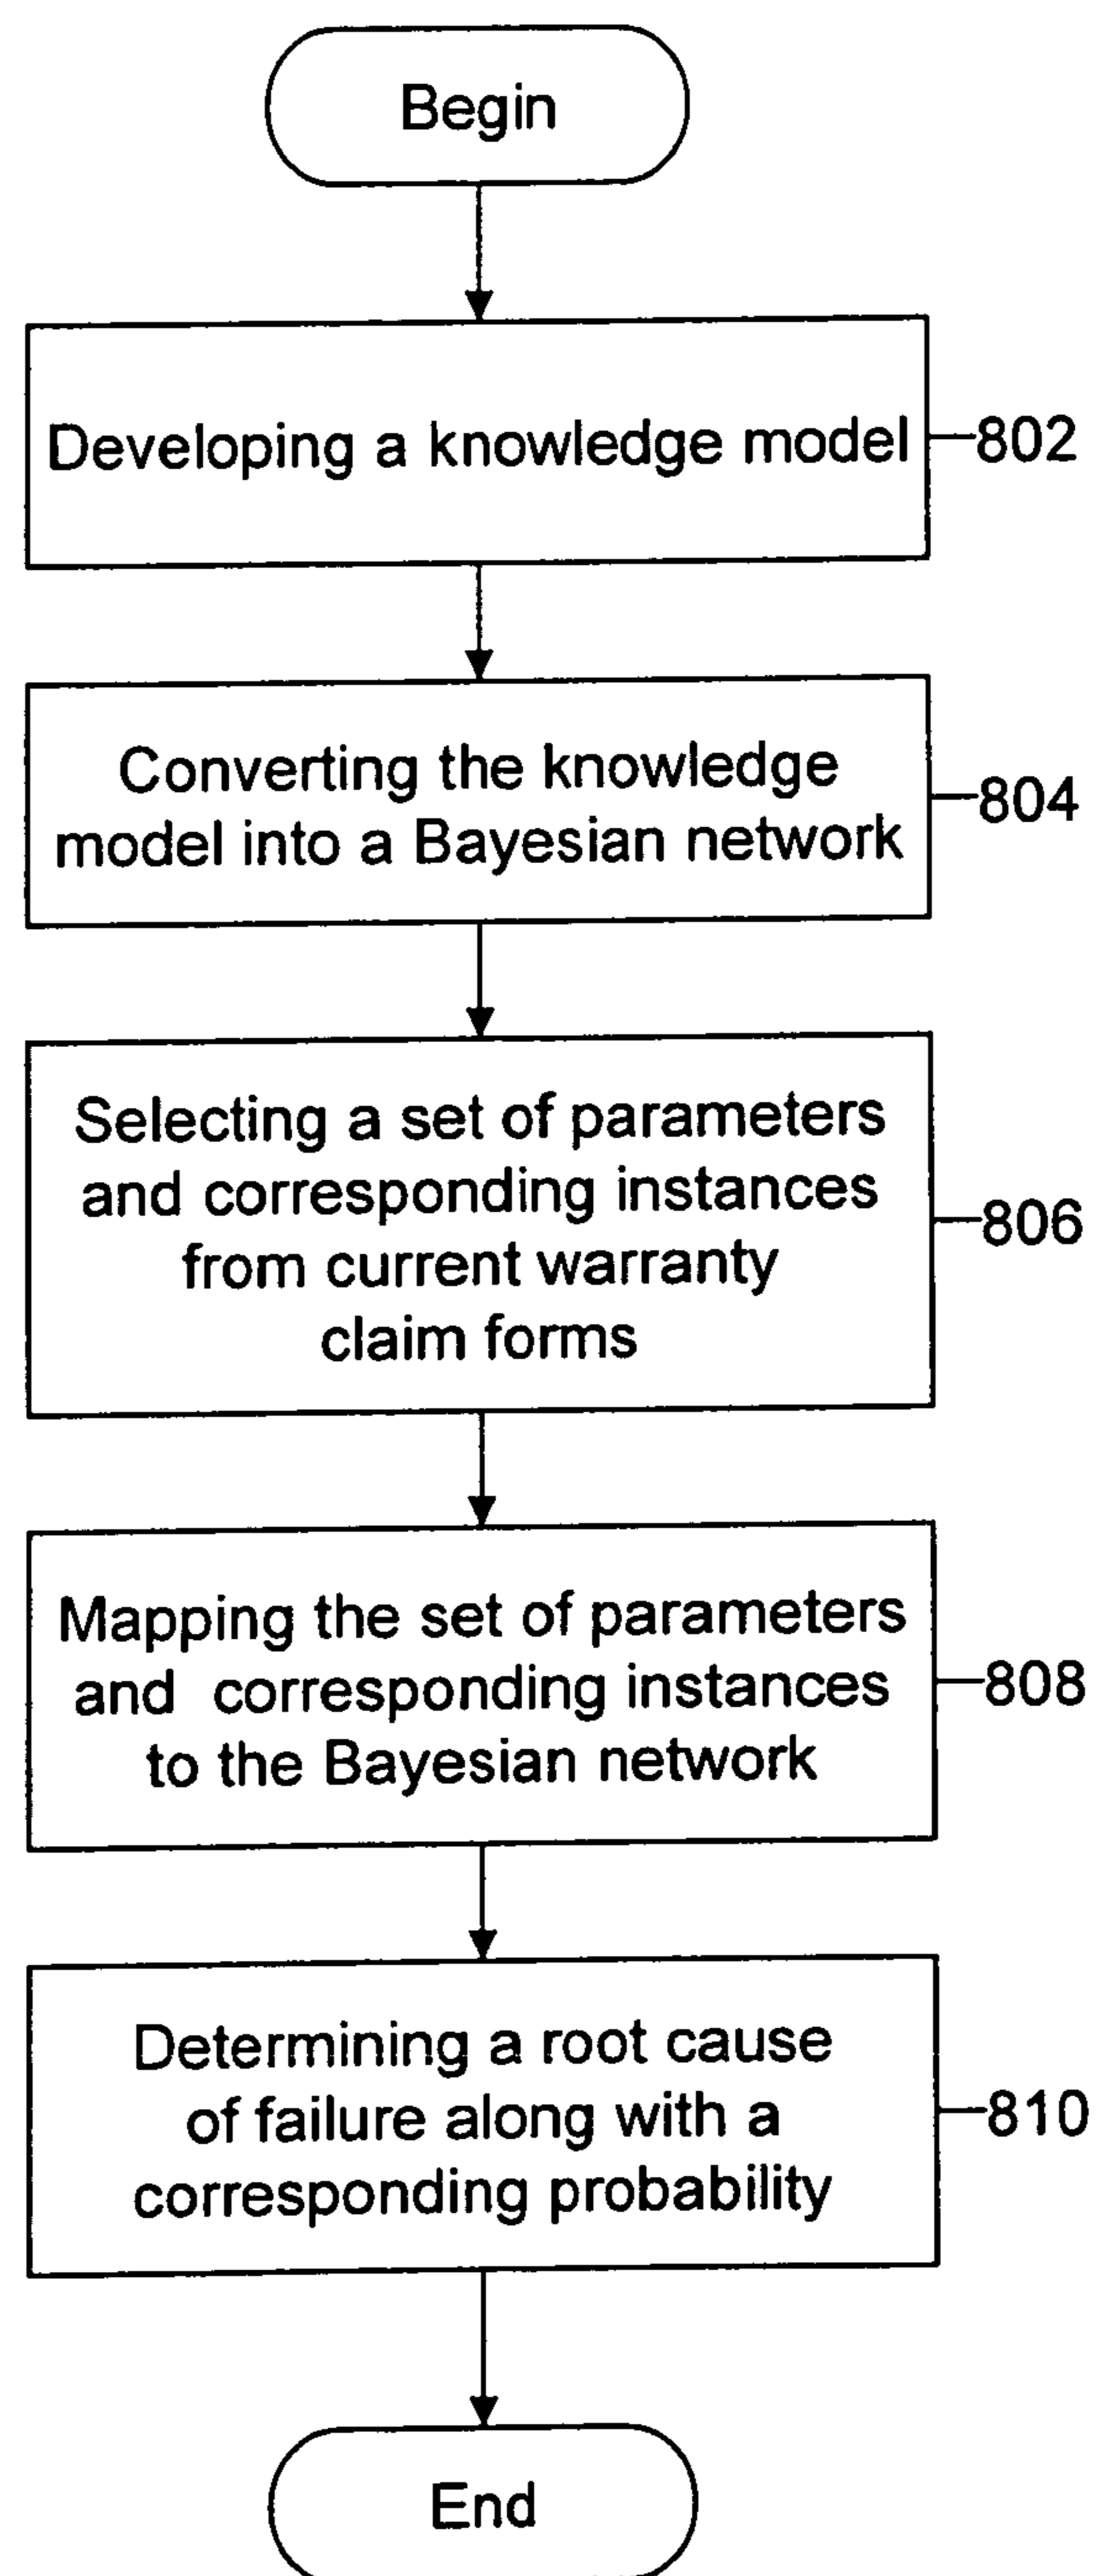 Begin
Developing a knowledge model
802
Converting the knowledge
model into a Bayesian network
804
Selecting a set of parameters
and corresponding instances
from current warranty
claim forms
806
Mapping the set of parameters
and corresponding instances
to the Bayesian network
808
Determining a root cause
of failure along with a
corresponding probability
810
End